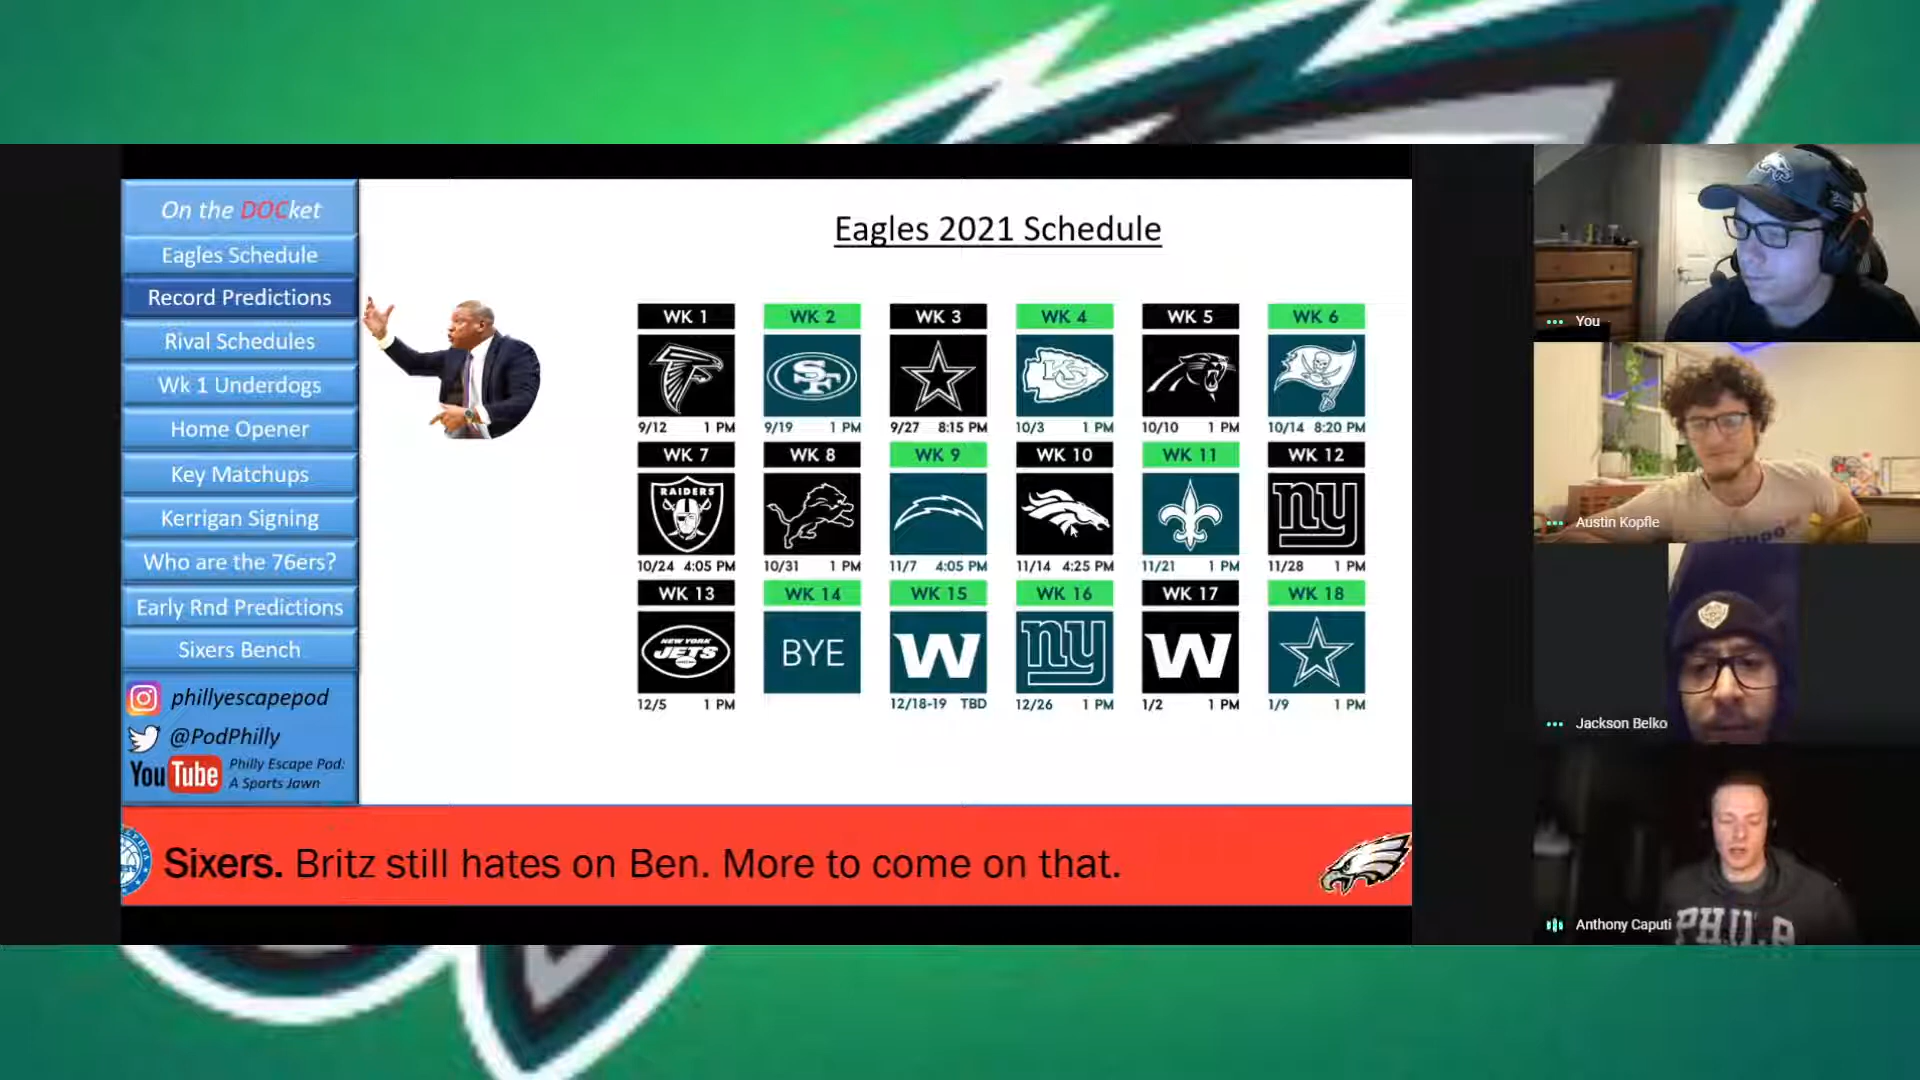 On the DOCket
Eagles Schedule
Record Predictions
Rival Schedules
Wk 1 Underdogs
Home Opener
Key Matchups
Kerrigan Signing
Who are the 76ers?
Early Rnd Predictions
Sixers Bench
phillyescapepod
@PodPhilly
YouTube Philly Escape Pod:
A Sports Jawn
Eagles 2021 Schedule
WK 1 WK 2 WK 3 WK 4 WK 5 WK 6
SF KC
9/12 1 PM 9/19 1 PM 9/27 8:15 PM 10/3 1 PM 10/10 1 PM 10/14 8:20 PM
WK 7 WK 8 WK 9 WK 10 WK 11 WK 12
RAIDERS ny
10/24 4:05 PM 10/31 1 PM 11/7 4:05 PM 11/14 4:25 PM 11/21 1 PM 11/28 1 PM
WK 13 WK 14 WK 15 WK 16 WK 17 WK 18
NEW YORK
JETS BYE W ny W
12/5 1 PM 12/18-19 TBD 12/26 1 PM 1/2 1 PM 1/9 1 PM
Sixers. Britz still hates on Ben. More to come on that.
You
Austin Kopfle
Jackson Belko
Anthony Caputi
PHILA